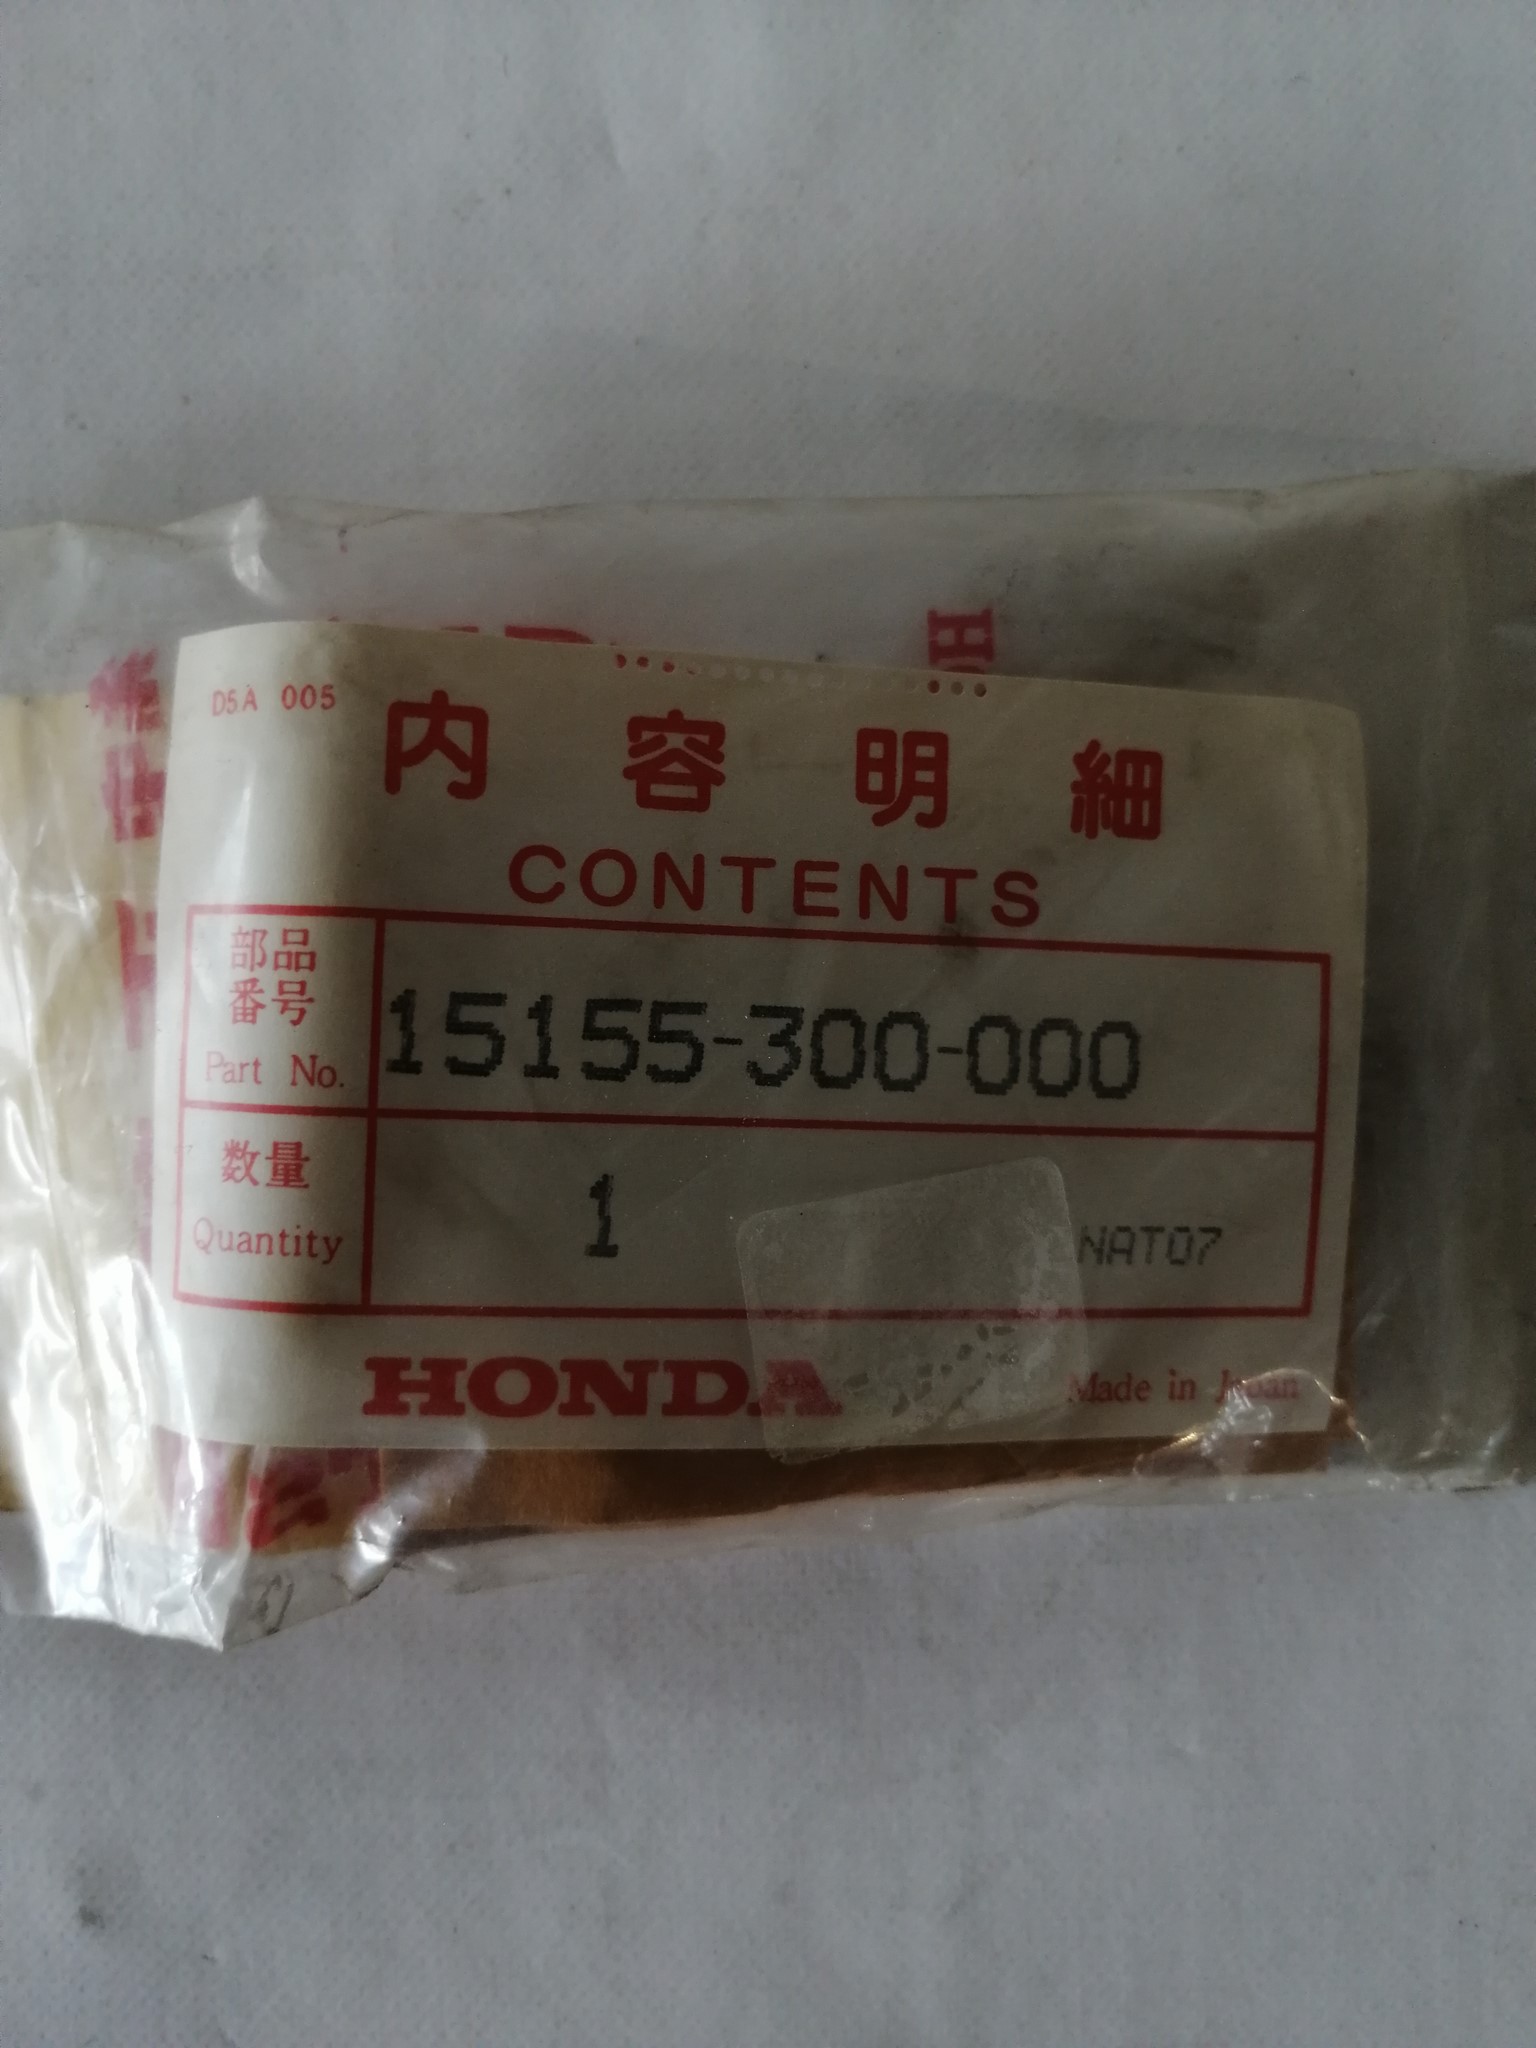 D5A 005
内容明細
CONTENTS
部品
番号
Part No.
15155-300-000
数量
Quantity
1
NAT07
HONDA
Made in Japan